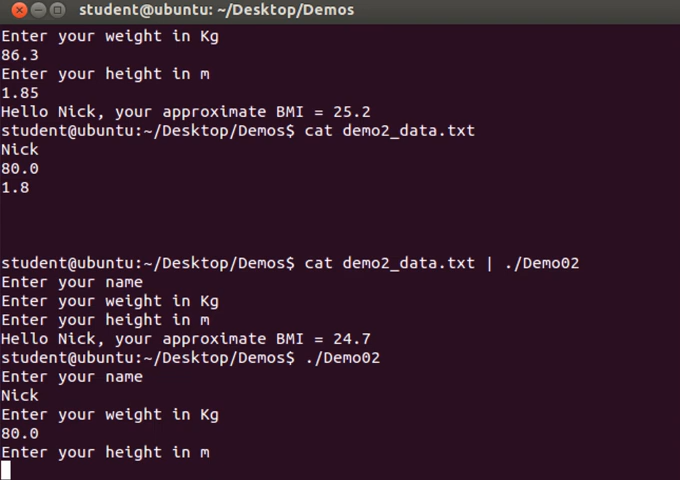 student@ubuntu: ~/Desktop/Demos
Enter your weight in Kg
86.3
Enter your height in m
1.85
Hello Nick, your approximate BMI = 25.2
student@ubuntu:~/Desktop/Demos$ cat demo2_data.txt
Nick
80.0
1.8
student@ubuntu:~/Desktop/Demos$ cat demo2_data.txt | ./Demo02
Enter your name
Enter your weight in Kg
Enter your height in m
Hello Nick, your approximate BMI = 24.7
student@ubuntu:~/Desktop/Demos$ ./Demo02
Enter your name
Nick
Enter your weight in Kg
80.0
Enter your height in m